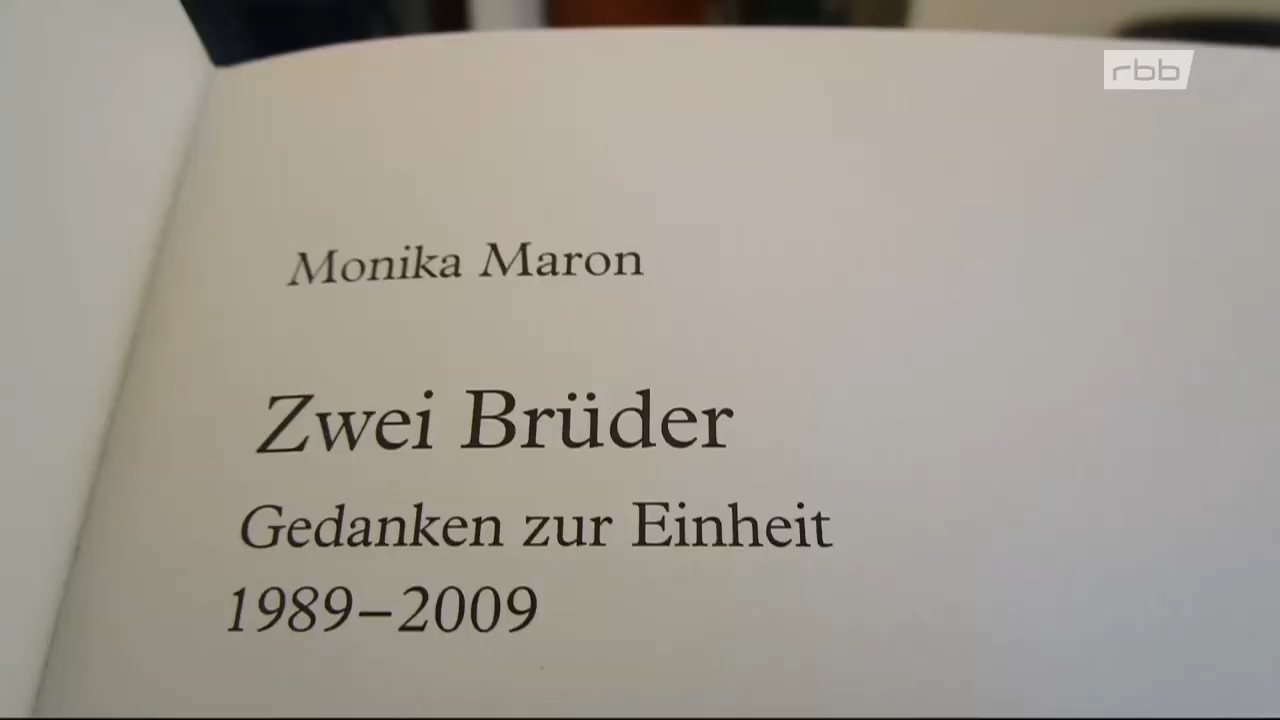 rbb
Monika Maron
Zwei Brüder
Gedanken zur Einheit
1989–2009